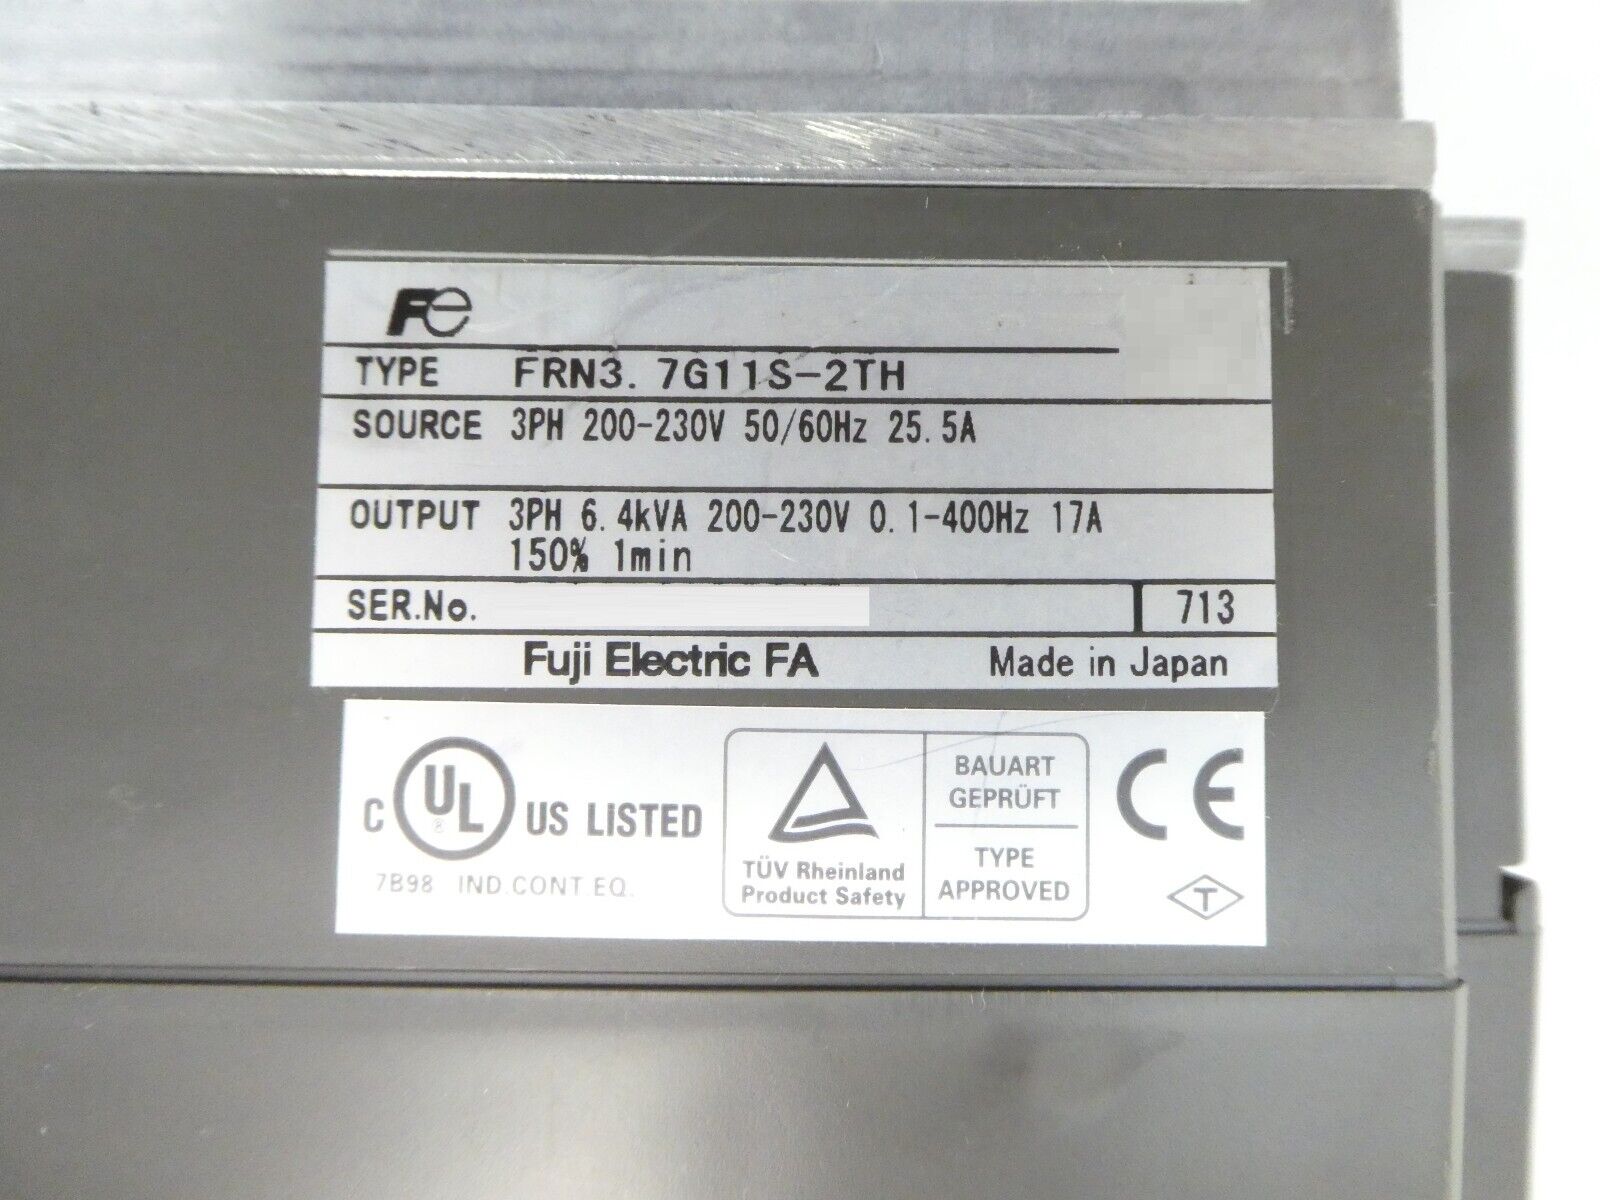 Fe
TYPE FRN3. 7G11S-2TH
SOURCE 3PH 200-230V 50/60Hz 25. 5A
OUTPUT 3PH 6. 4kVA 200-230V 0. 1-400Hz 17A
150% 1min
SER.No. 713
Fuji Electric FA Made in Japan
C UL ® US LISTED
7B98 IND.CONT.EQ.
TÜV Rheinland
Product Safety
BAUART
GEPRÜFT
TYPE
APPROVED
CE
T